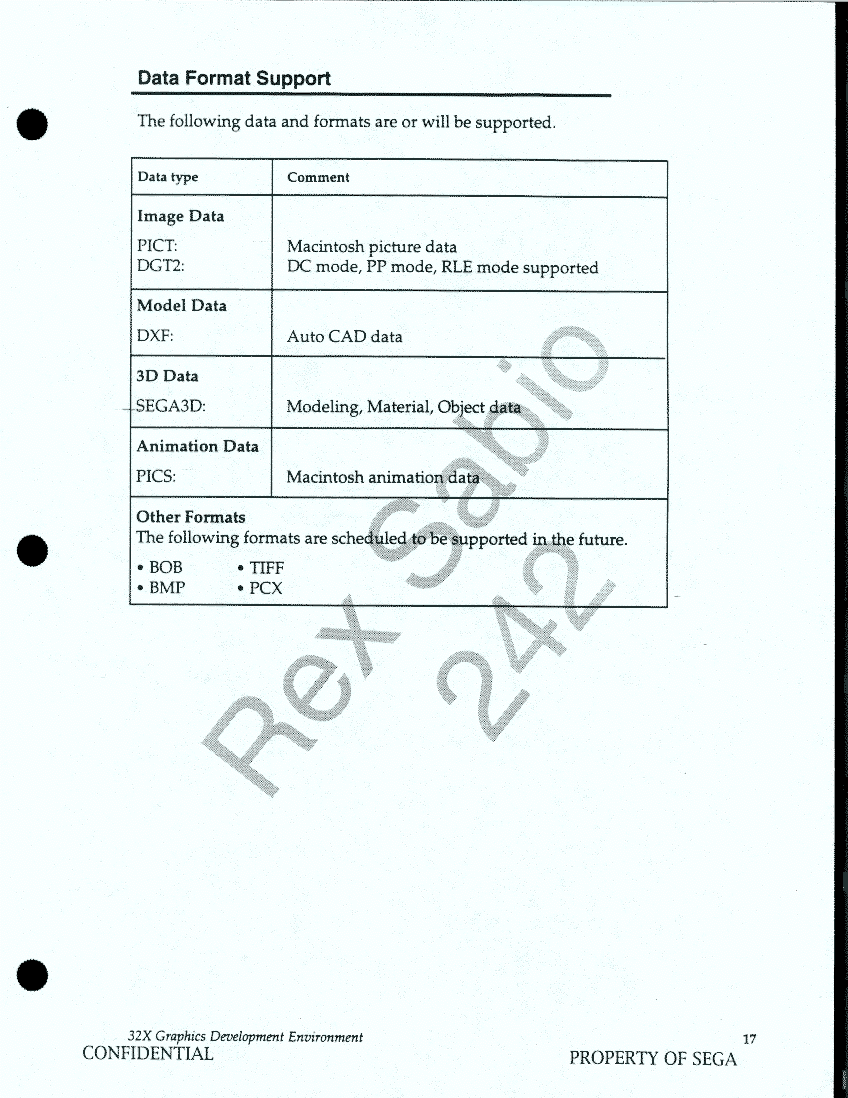 Data Format Support
The following data and formats are or will be supported.
Data type Comment
Image Data
PICT: Macintosh picture data
DGT2: DC mode, PP mode, RLE mode supported
Model Data
DXF: Auto CAD data
3D Data
SEGA3D: Modeling, Material, Object data
Animation Data
PICS: Macintosh animation data
Other Formats
The following formats are scheduled to be supported in the future.
• BOB • TIFF
• BMP • PCX
Rex Sabio
242
32X Graphics Development Environment 17
CONFIDENTIAL PROPERTY OF SEGA